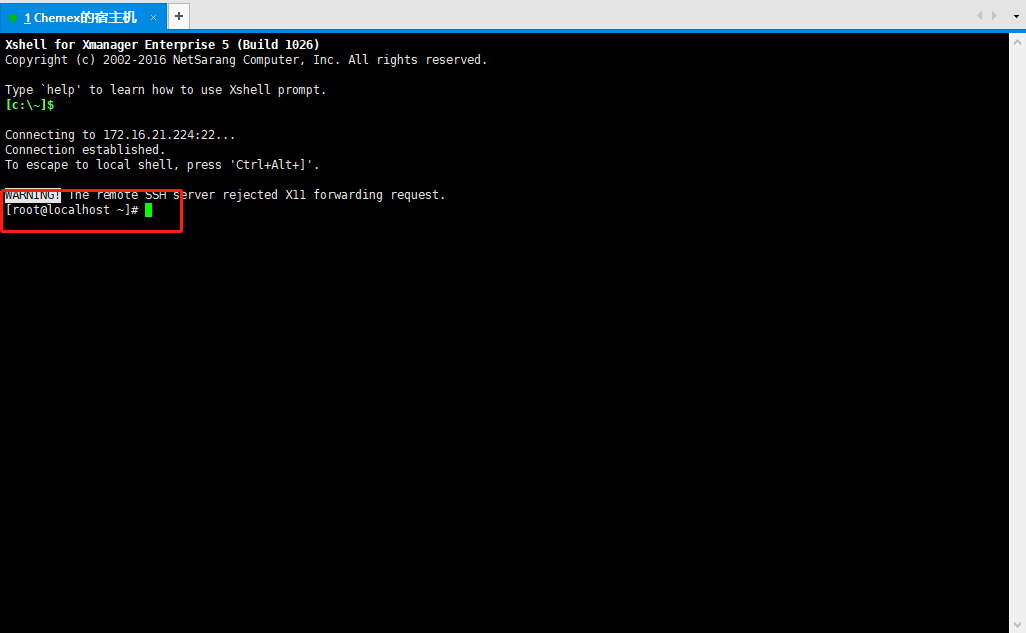 1 Chemex的宿主机 × +
Xshell for Xmanager Enterprise 5 (Build 1026)
Copyright (c) 2002-2016 NetSarang Computer, Inc. All rights reserved.
Type `help' to learn how to use Xshell prompt.
[c:\~]$
Connecting to 172.16.21.224:22...
Connection established.
To escape to local shell, press 'Ctrl+Alt+]'.
WARNING! The remote SSH server rejected X11 forwarding request.
[root@localhost ~]#